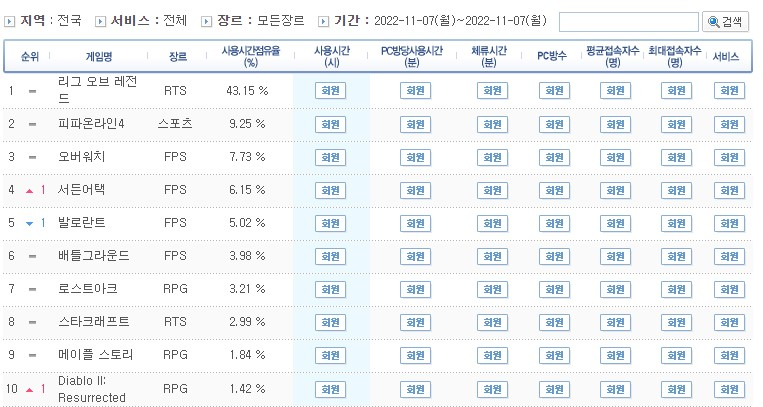 지역 : 전국 서비스 : 전체 장르 : 모든장르 기간 : 2022-11-07(월)~2022-11-07(월) 검색
순위 게임명 장르 사용시간점유율 (%) 사용시간 (시) PC방당사용시간 (분) 체류시간 (분) PC방수 평균접속자수 (명) 최대접속자수 (명) 서비스
1 리그 오브 레전드 RTS 43.15 % 회원 회원 회원 회원 회원 회원 회원
2 피파온라인4 스포츠 9.25 % 회원 회원 회원 회원 회원 회원 회원
3 오버워치 FPS 7.73 % 회원 회원 회원 회원 회원 회원 회원
4 1 서든어택 FPS 6.15 % 회원 회원 회원 회원 회원 회원 회원
5 1 발로란트 FPS 5.02 % 회원 회원 회원 회원 회원 회원 회원
6 배틀그라운드 FPS 3.98 % 회원 회원 회원 회원 회원 회원 회원
7 로스트아크 RPG 3.21 % 회원 회원 회원 회원 회원 회원 회원
8 스타크래프트 RTS 2.99 % 회원 회원 회원 회원 회원 회원 회원
9 메이플 스토리 RPG 1.84 % 회원 회원 회원 회원 회원 회원 회원
10 1 Diablo II: Resurrected RPG 1.42 % 회원 회원 회원 회원 회원 회원 회원